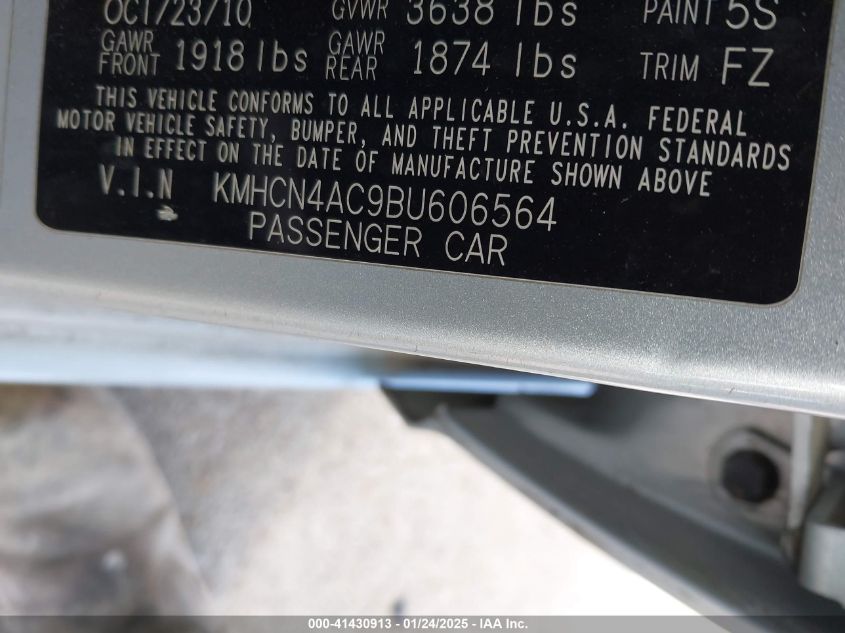 OCT/23/10 GVWR 3638 lbs PAINT 5S
GAWR FRONT 1918 lbs GAWR REAR 1874 lbs TRIM FZ
THIS VEHICLE CONFORMS TO ALL APPLICABLE U.S.A. FEDERAL
MOTOR VEHICLE SAFETY, BUMPER, AND THEFT PREVENTION STANDARDS
IN EFFECT ON THE DATE OF MANUFACTURE SHOWN ABOVE
V.I.N KMHCN4AC9BU606564
PASSENGER CAR
000-41430913 - 01/24/2025 - IAA Inc.